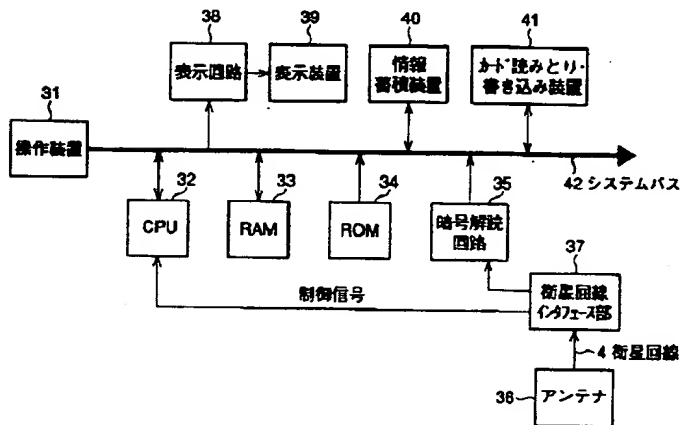 38
39
40
41
表示回路
表示装置
情報
蓄積装置
カード読みとり・
書き込み装置
31
操作装置
42 システムバス
32
33
34
35
CPU
RAM
ROM
暗号解読
回路
37
制御信号
衛星回線
インタフェース部
4 衛星回線
36
アンテナ